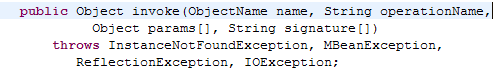 public Object invoke(ObjectName name, String operationName,
Object params[], String signature[])
throws InstanceNotFoundException, MBeanException,
ReflectionException, IOException;